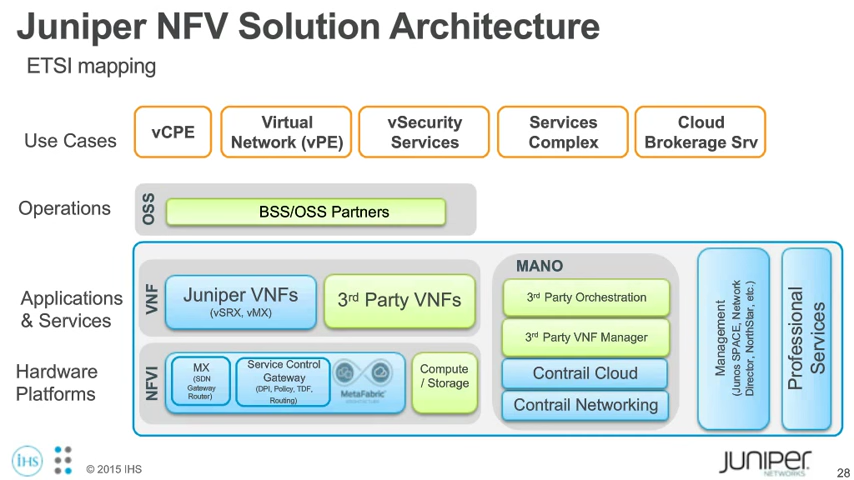 Juniper NFV Solution Architecture
ETSI mapping
Use Cases
vCPE
Virtual
Network (vPE)
vSecurity
Services
Services
Complex
Cloud
Brokerage Srv
Operations
OSS
BSS/OSS Partners
Applications
& Services
VNF
Juniper VNFs
(vSRX, vMX)
3rd Party VNFs
Hardware
Platforms
NFVI
MX
(SDN
Gateway
Router)
Service Control
Gateway
(DPI, Policy, TDF,
Routing)
MetaFabric
Compute
/ Storage
MANO
3rd Party Orchestration
3rd Party VNF Manager
Contrail Cloud
Contrail Networking
Management
(Junos SPACE, Network
Director, NorthStar, etc.)
Professional
Services
iHS
© 2015 IHS
JUNIPER
NETWORKS
28